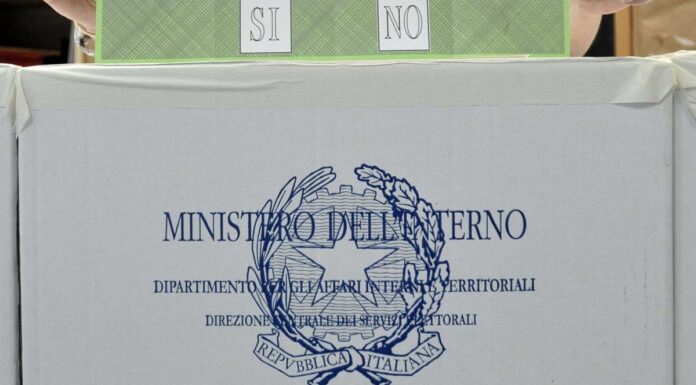 SI NO
MINISTERO DELL'INTERNO
DIPARTIMENTO PER GLI AFFARI INTERNI E TERRITORIALI
DIREZIONE CENTRALE DEI SERVIZI ELETTORALI
REPVBBLICA ITALIANA